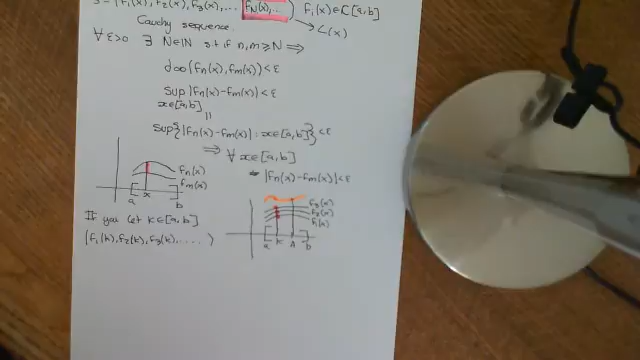 S = (f₁(x), f₂(x), f₃(x), ... f_N(x), ... ) f₁(x) ∈ C[a,b]
→ L(x)
Cauchy sequence.
∀ ε>0 ∃ N∈ℕ s.t if n,m ≥ N ⟹
d∞(fn(x), fm(x)) < ε
sup |fn(x) - fm(x)| < ε
x∈[a,b]
||
sup{|fn(x) - fm(x)| : x∈[a,b]} < ε
⟹ ∀ x∈[a,b]
|fn(x) - fm(x)| < ε
fn(x)
fm(x)
a x b
If you let k∈[a,b]
(f₁(k), f₂(k), f₃(k), ..... )
f₃(x)
f₂(x)
f₁(x)
a k A b